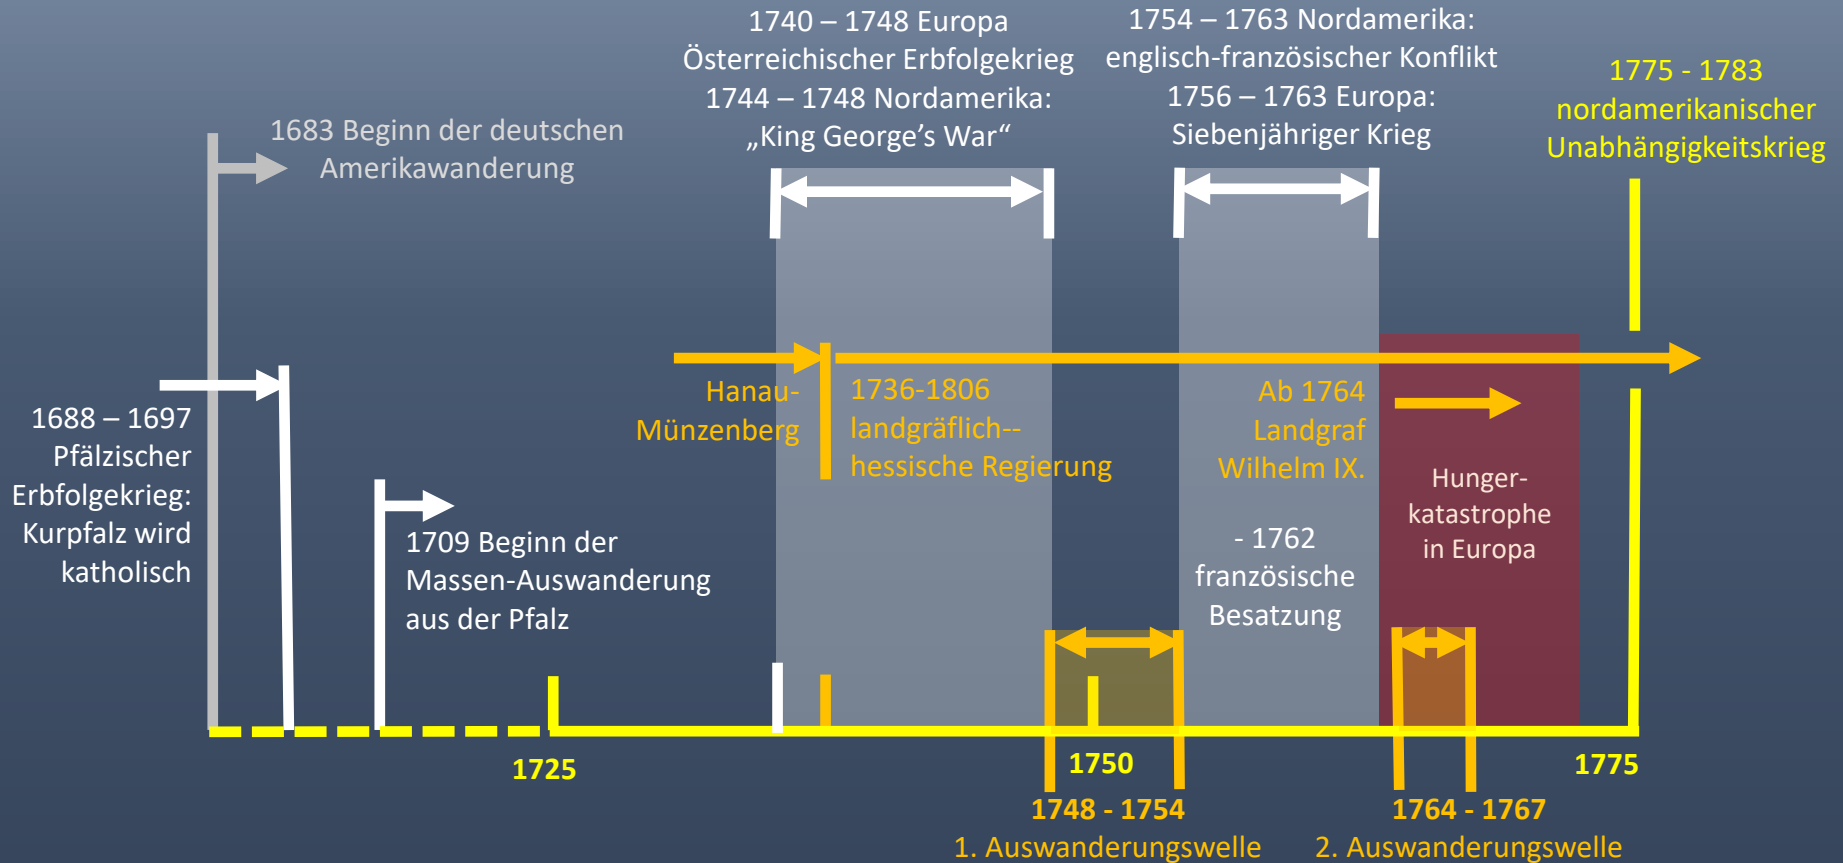 1740 – 1748 Europa
Österreichischer Erbfolgekrieg
1744 – 1748 Nordamerika:
„King George’s War“
1754 – 1763 Nordamerika:
englisch-französischer Konflikt
1756 – 1763 Europa:
Siebenjähriger Krieg
1775 - 1783
nordamerikanischer
Unabhängigkeitskrieg
1683 Beginn der deutschen
Amerikawanderung
1688 – 1697
Pfälzischer
Erbfolgekrieg:
Kurpfalz wird
katholisch
1709 Beginn der
Massen-Auswanderung
aus der Pfalz
Hanau-
Münzenberg
1736-1806
landgräflich--
hessische Regierung
Ab 1764
Landgraf
Wilhelm IX.
- 1762
französische
Besatzung
Hunger-
katastrophe
in Europa
1725
1750
1775
1748 - 1754
1. Auswanderungswelle
1764 - 1767
2. Auswanderungswelle